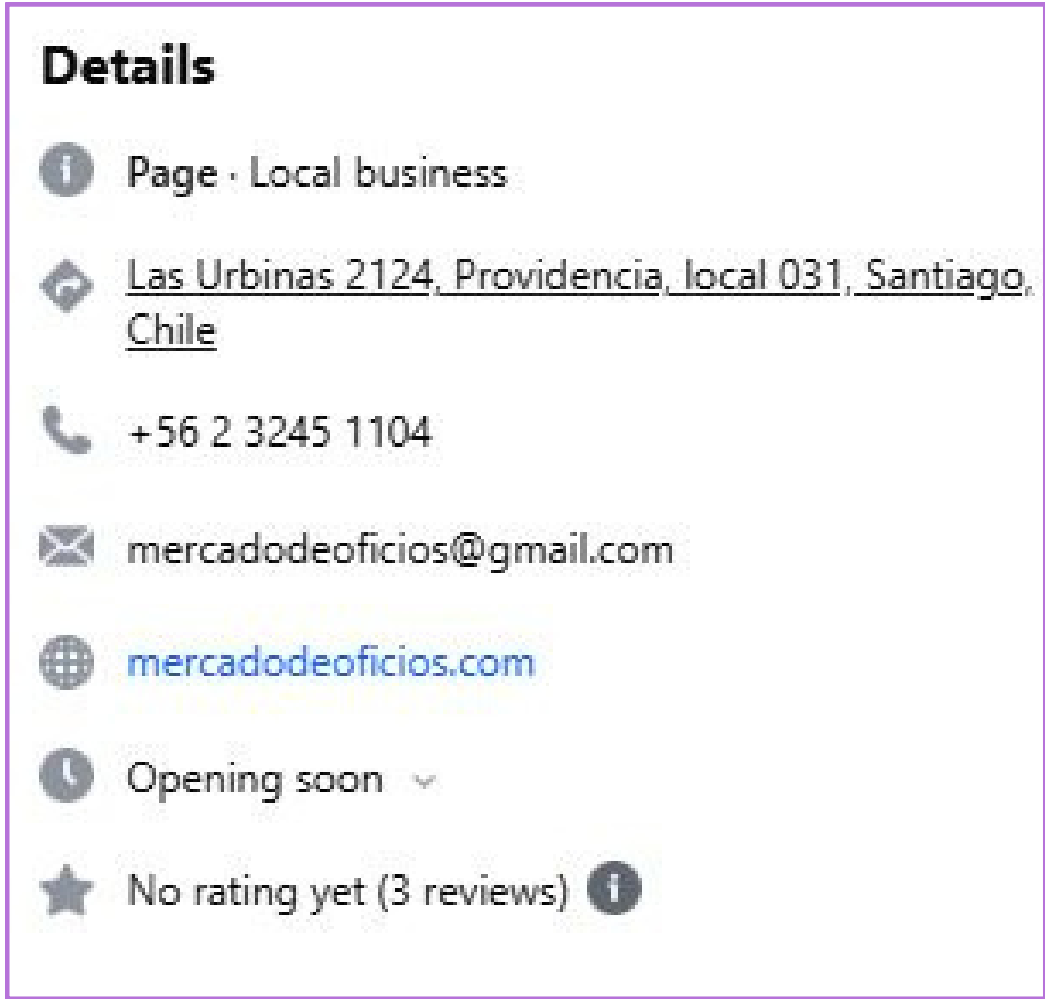 Details
Page · Local business
Las Urbinas 2124, Providencia, local 031, Santiago,
Chile
+56 2 3245 1104
mercadodeoficios@gmail.com
mercadodeoficios.com
Opening soon
No rating yet (3 reviews)